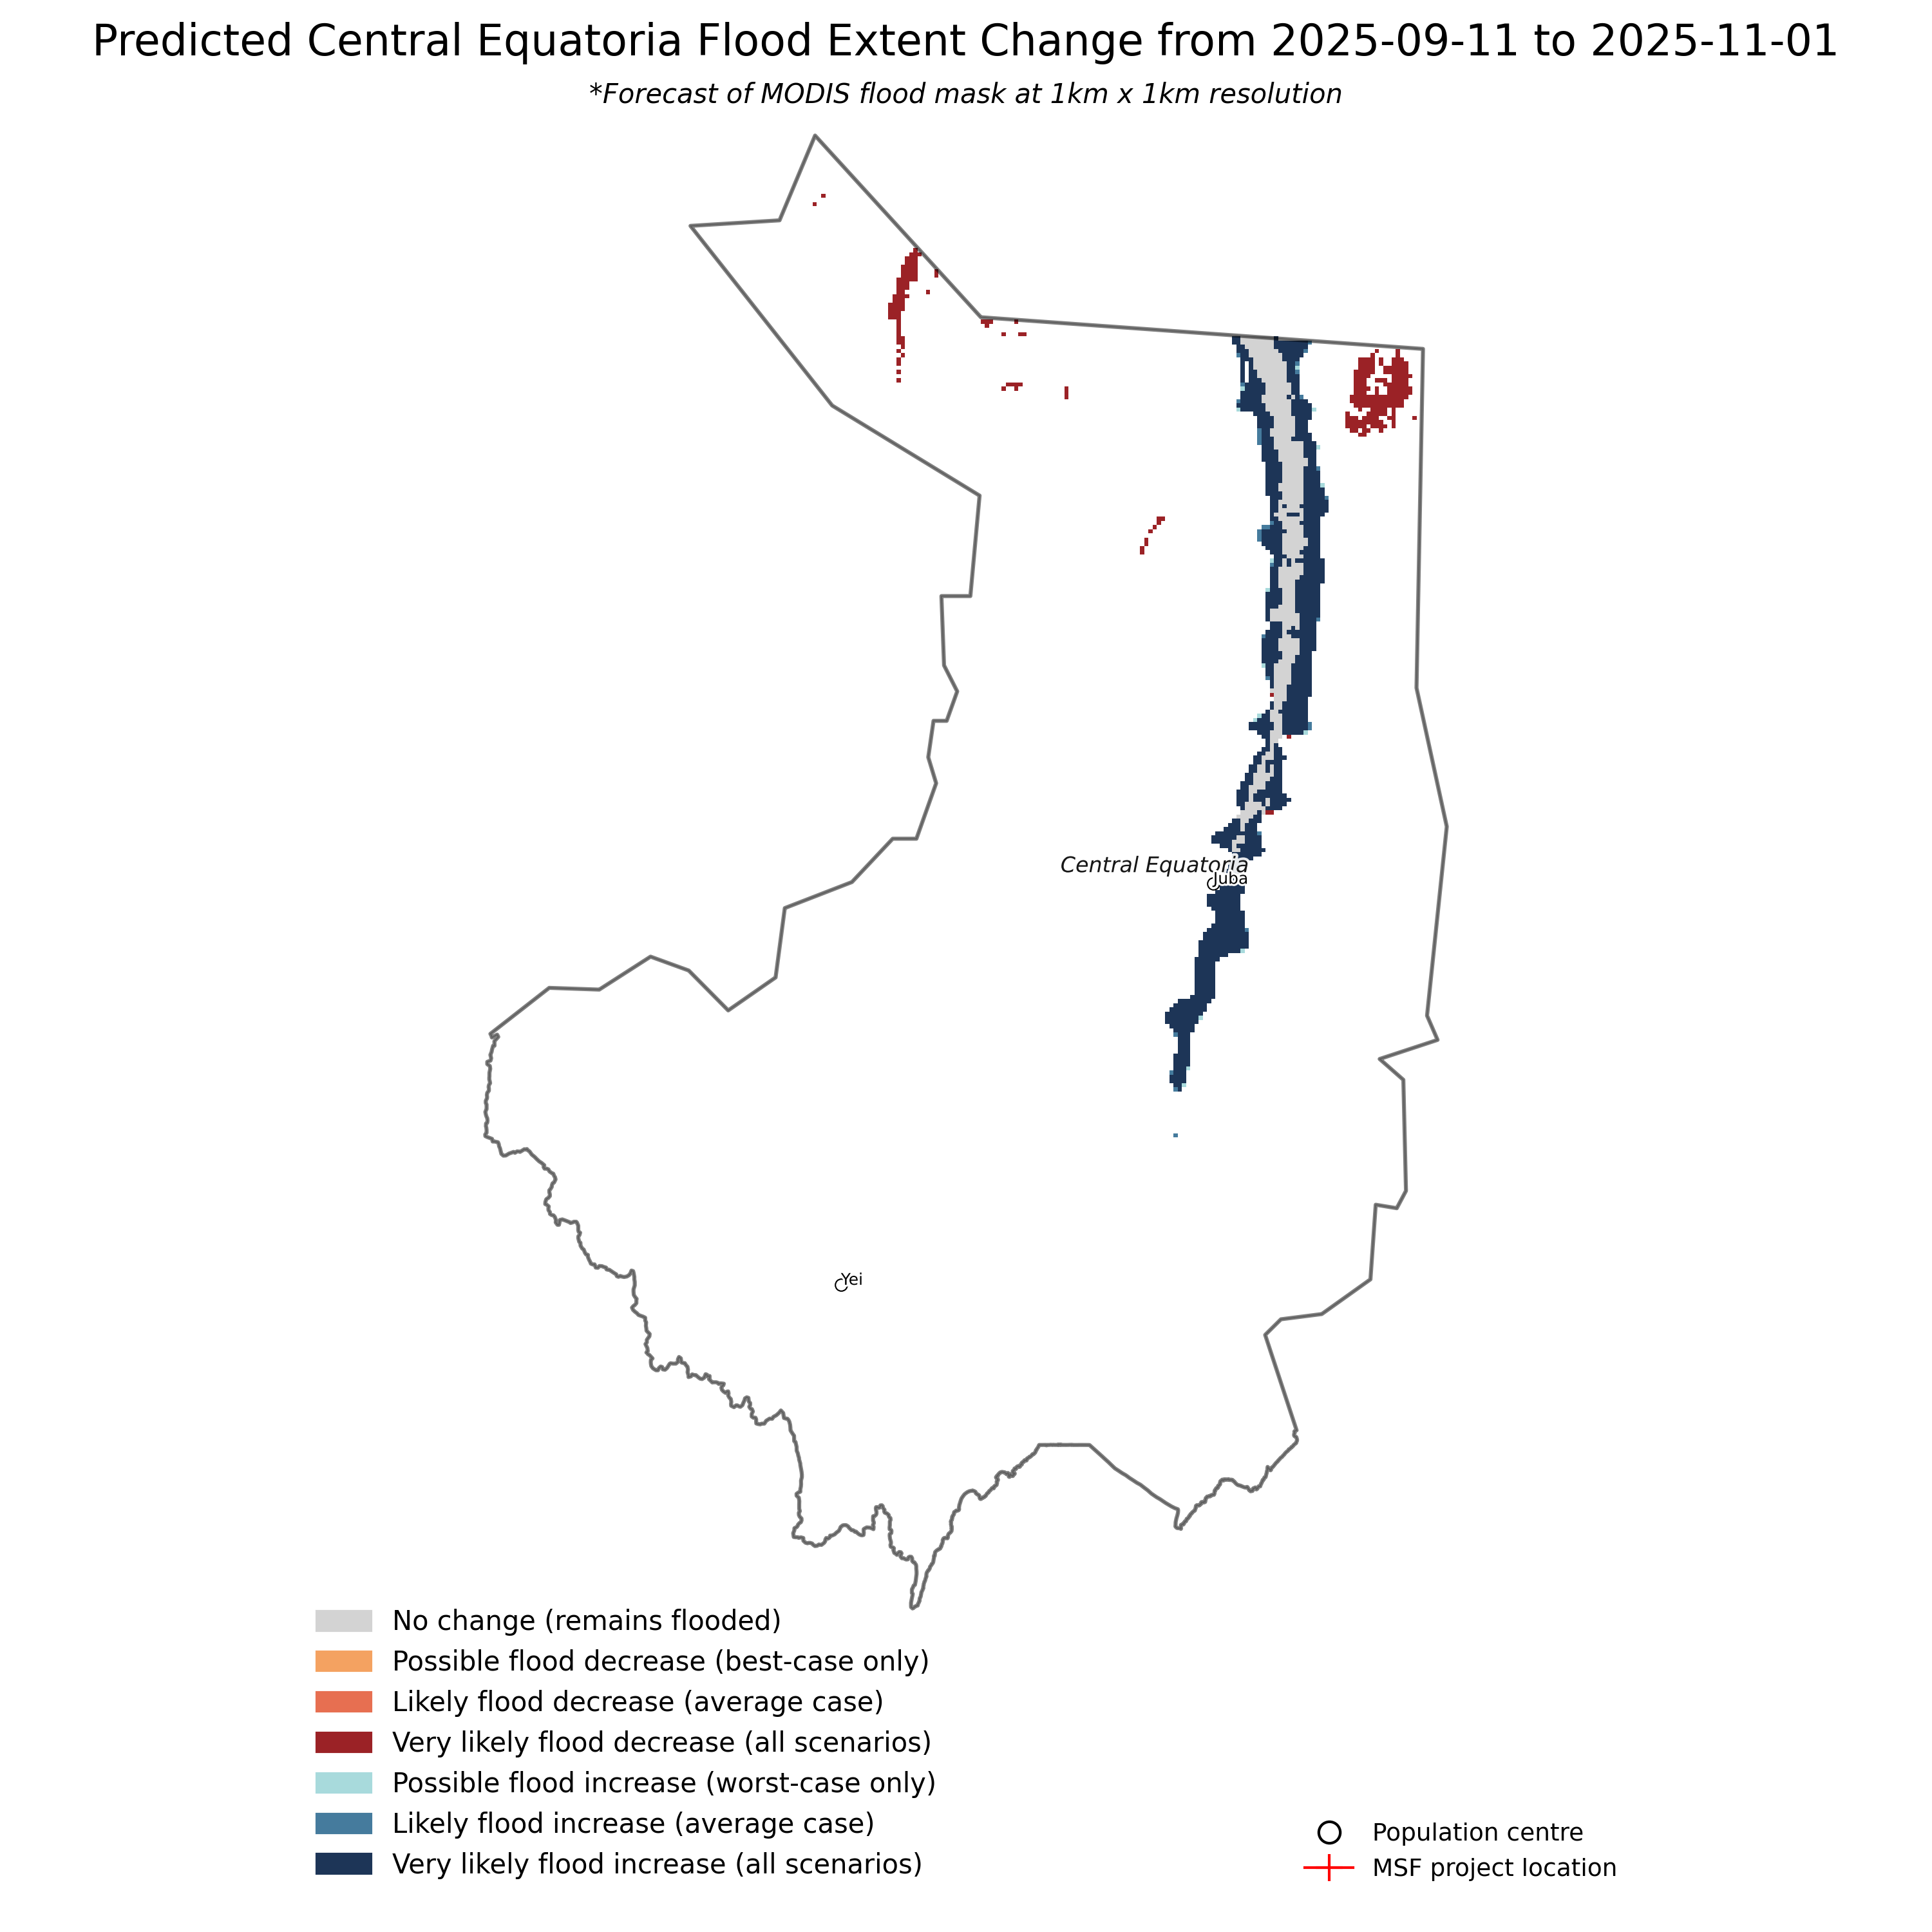 Predicted Central Equatoria Flood Extent Change from 2025-09-11 to 2025-11-01
*Forecast of MODIS flood mask at 1km x 1km resolution
Central Equatoria
Juba
Yei
No change (remains flooded)
Possible flood decrease (best-case only)
Likely flood decrease (average case)
Very likely flood decrease (all scenarios)
Possible flood increase (worst-case only)
Likely flood increase (average case)
Very likely flood increase (all scenarios)
Population centre
MSF project location